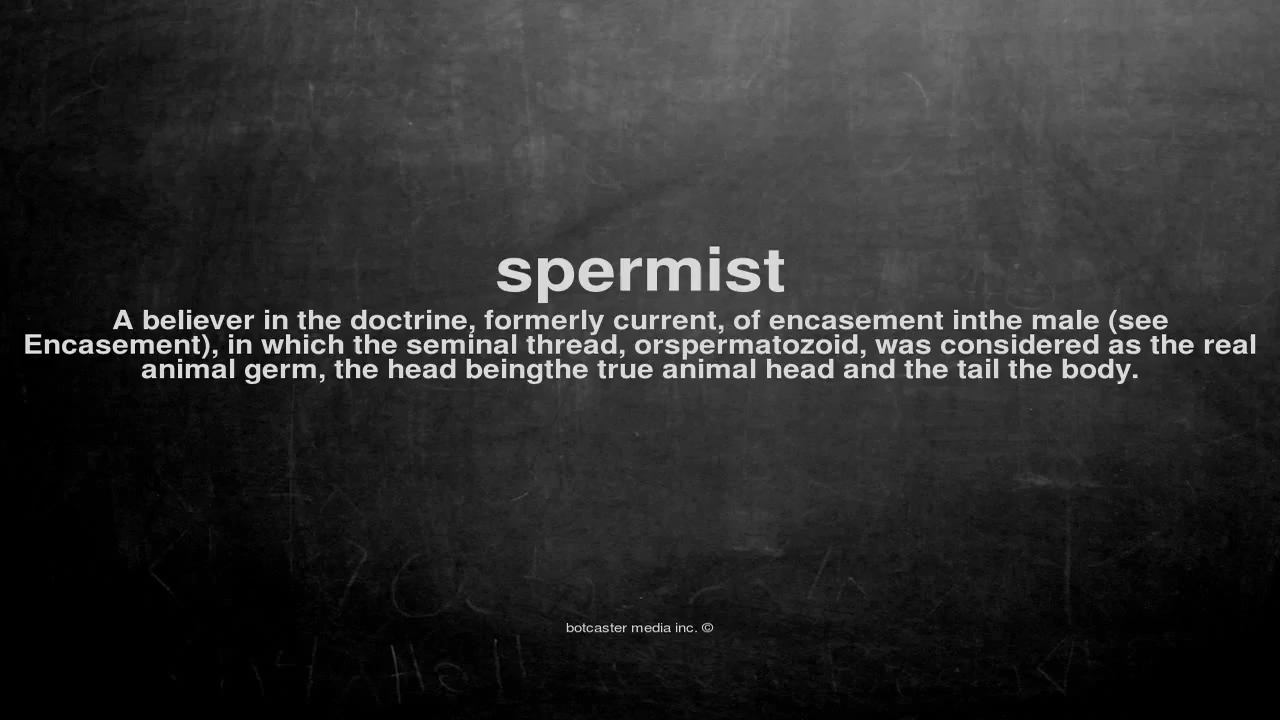 spermist
A believer in the doctrine, formerly current, of encasement inthe male (see
Encasement), in which the seminal thread, orspermatozoid, was considered as the real
animal germ, the head beingthe true animal head and the tail the body.
botcaster media inc. ©